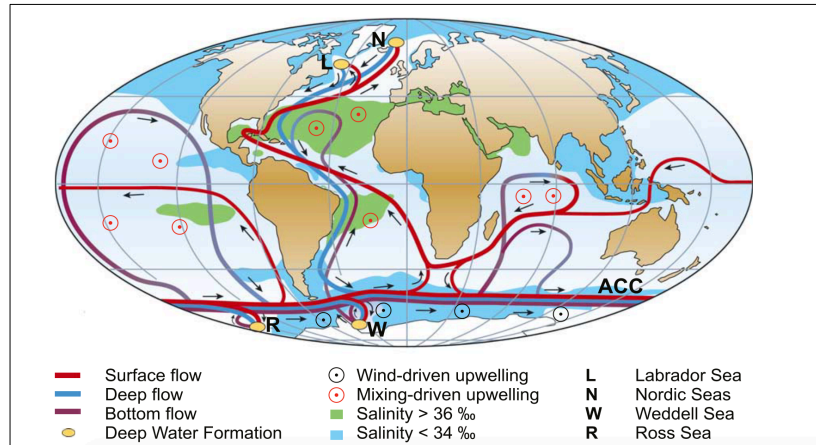 N
L
ACC
R
W
Surface flow
Deep flow
Bottom flow
Deep Water Formation
Wind-driven upwelling
Mixing-driven upwelling
Salinity > 36 ‰
Salinity < 34 ‰
L Labrador Sea
N Nordic Seas
W Weddell Sea
R Ross Sea